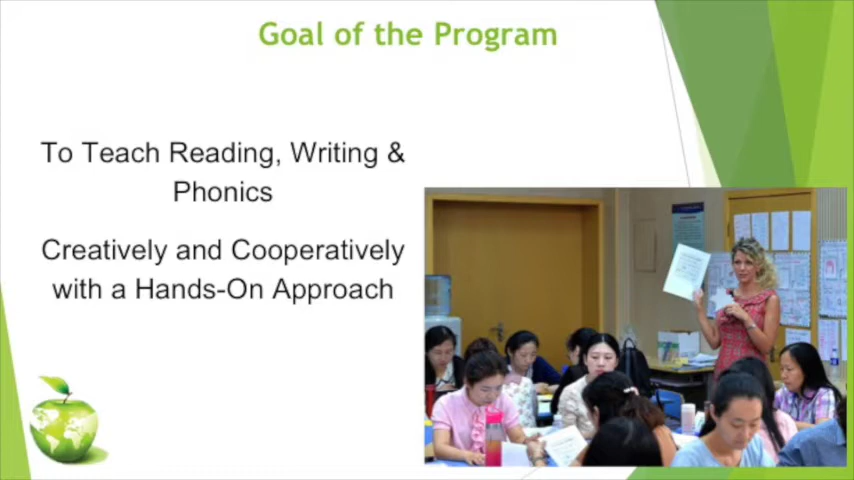 Goal of the Program
To Teach Reading, Writing &
Phonics
Creatively and Cooperatively
with a Hands-On Approach